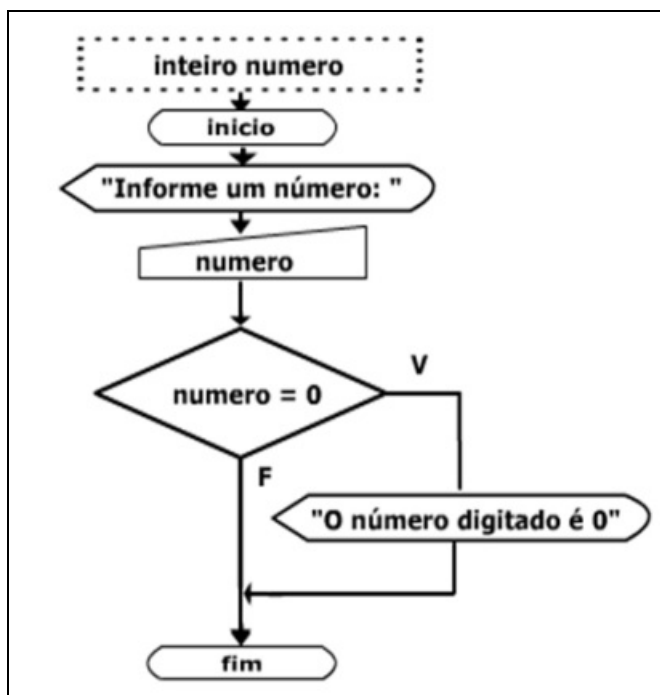 inteiro numero
inicio
"Informe um número: "
numero
numero = 0
V
F
"O número digitado é 0"
fim